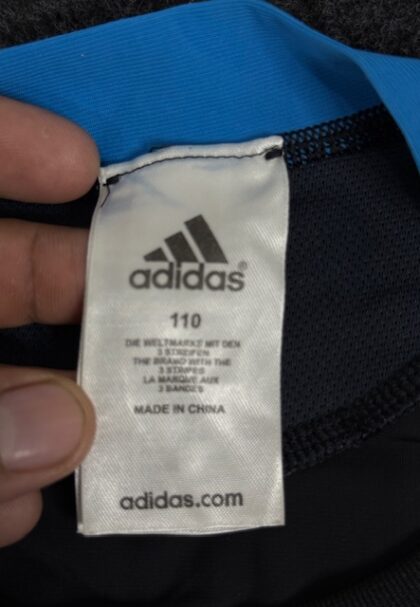 adidas®
110
DIE WELTMARKE MIT DEN
3 STREIFEN
THE BRAND WITH THE
3 STRIPES
LA MARQUE AUX
3 BANDES
MADE IN CHINA
adidas.com